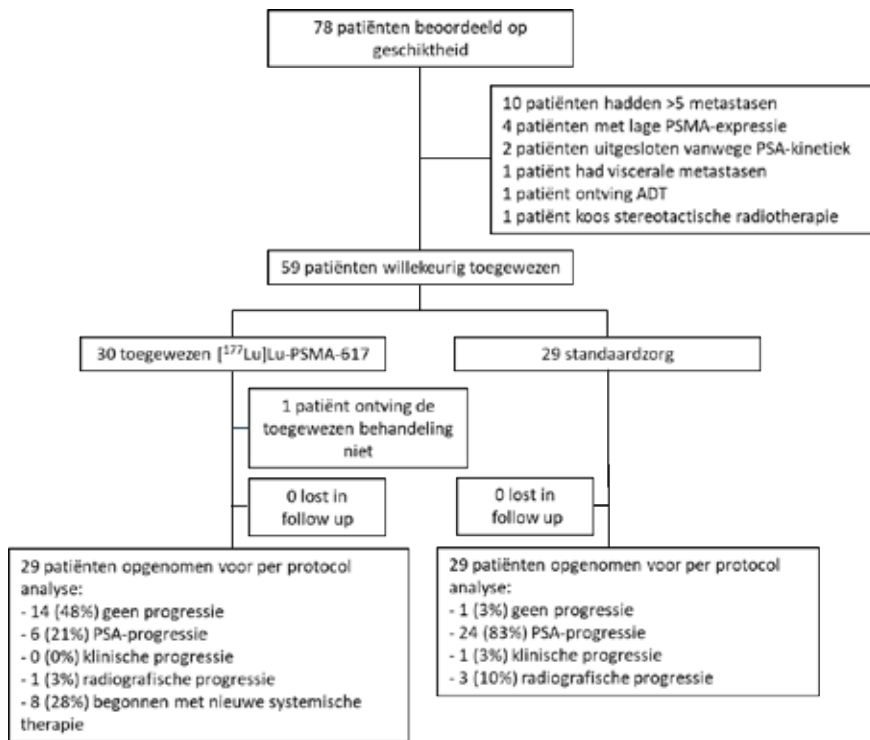 78 patiënten beoordeeld op
geschiktheid
10 patiënten hadden >5 metastasen
4 patiënten met lage PSMA-expressie
2 patiënten uitgesloten vanwege PSA-kinetiek
1 patiënt had viscerale metastasen
1 patiënt ontving ADT
1 patiënt koos stereotactische radiotherapie
59 patiënten willekeurig toegewezen
30 toegewezen [¹⁷⁷Lu]Lu-PSMA-617
29 standaardzorg
1 patiënt ontving de
toegewezen behandeling
niet
0 lost in
follow up
0 lost in
follow up
29 patiënten opgenomen voor per protocol
analyse:
- 14 (48%) geen progressie
- 6 (21%) PSA-progressie
- 0 (0%) klinische progressie
- 1 (3%) radiografische progressie
- 8 (28%) begonnen met nieuwe systemische
therapie
29 patiënten opgenomen voor per protocol
analyse:
- 1 (3%) geen progressie
- 24 (83%) PSA-progressie
- 1 (3%) klinische progressie
- 3 (10%) radiografische progressie